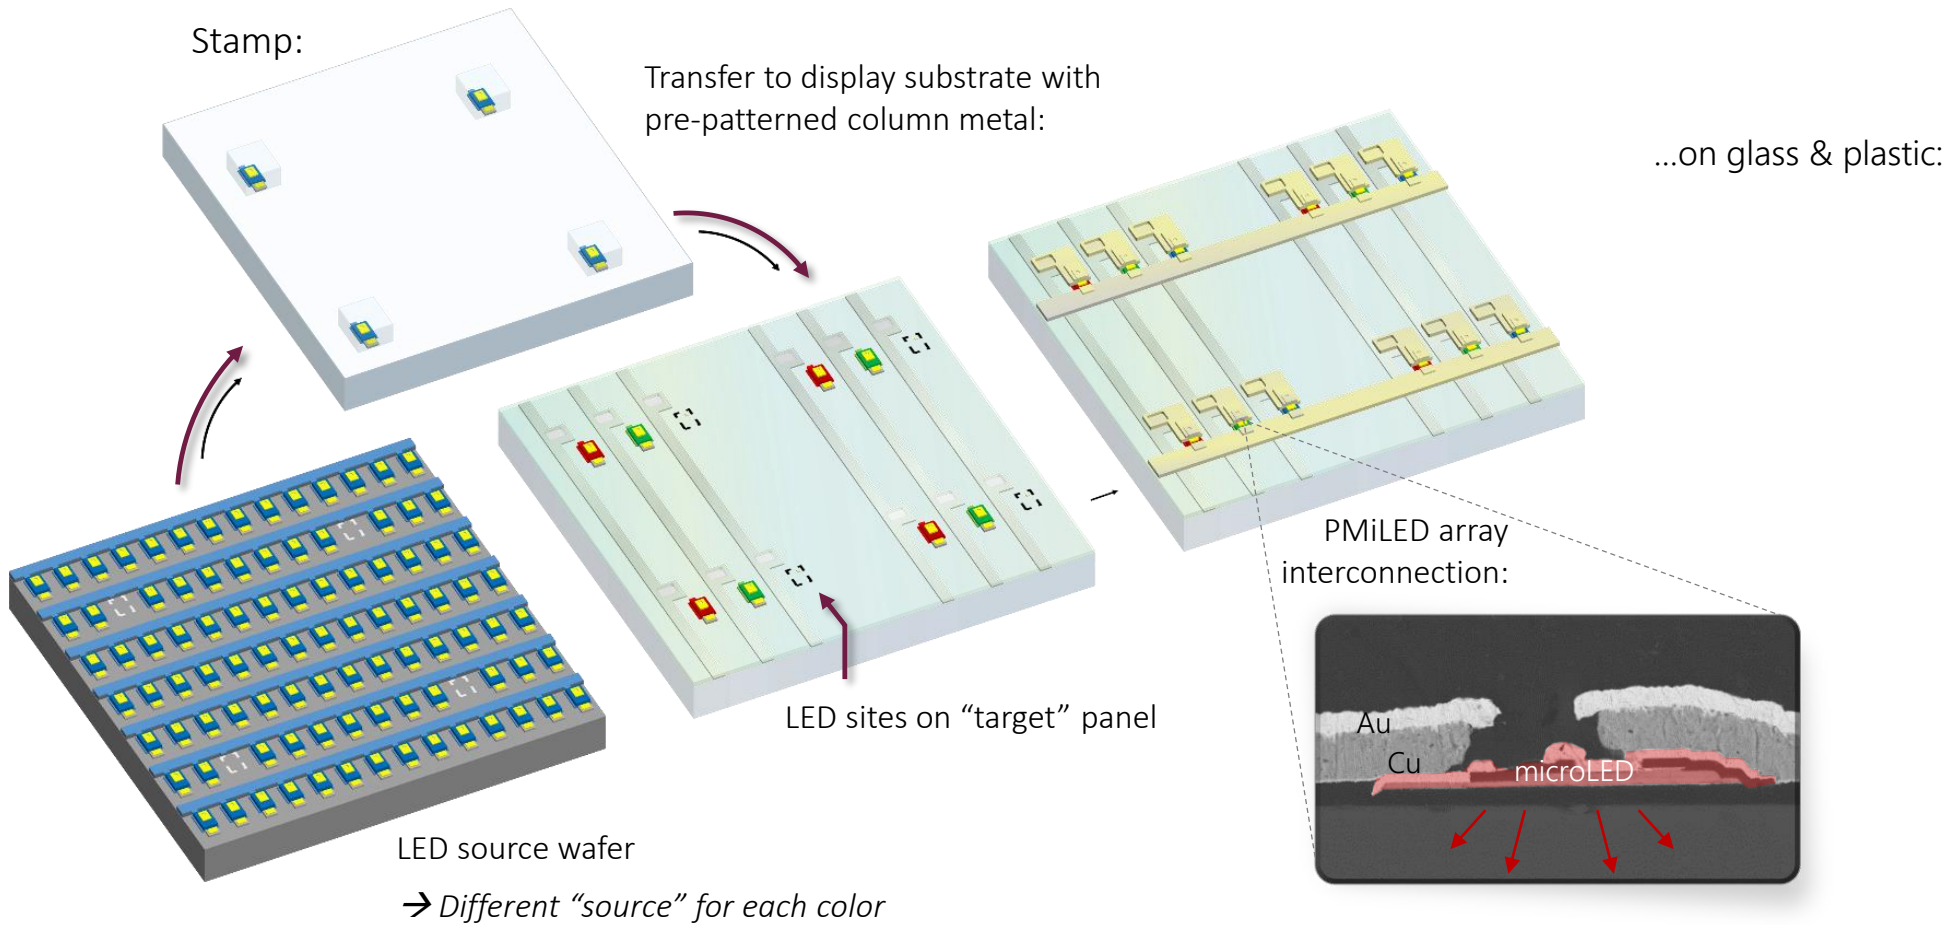 Stamp:
Transfer to display substrate with
pre-patterned column metal:
...on glass & plastic:
PMiLED array
interconnection:
LED sites on “target” panel
Au
Cu
microLED
LED source wafer
→ Different “source” for each color